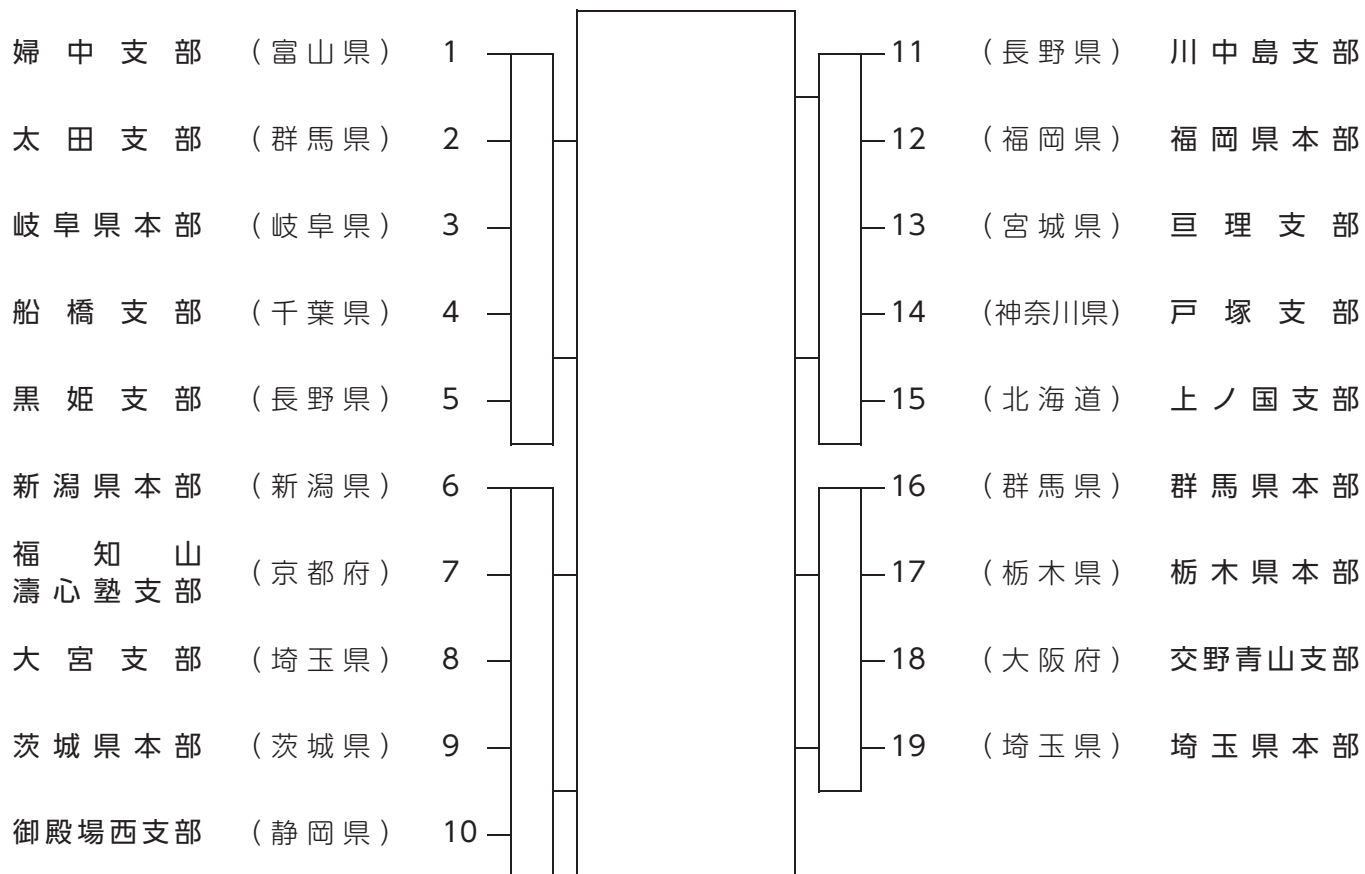 婦中支部 (富山県) 1
太田支部 (群馬県) 2
岐阜県本部 (岐阜県) 3
船橋支部 (千葉県) 4
黒姫支部 (長野県) 5
新潟県本部 (新潟県) 6
福知山
濤心塾支部 (京都府) 7
大宮支部 (埼玉県) 8
茨城県本部 (茨城県) 9
御殿場西支部 (静岡県) 10
11 (長野県) 川中島支部
12 (福岡県) 福岡県本部
13 (宮城県) 亘理支部
14 (神奈川県) 戸塚支部
15 (北海道) 上ノ国支部
16 (群馬県) 群馬県本部
17 (栃木県) 栃木県本部
18 (大阪府) 交野青山支部
19 (埼玉県) 埼玉県本部